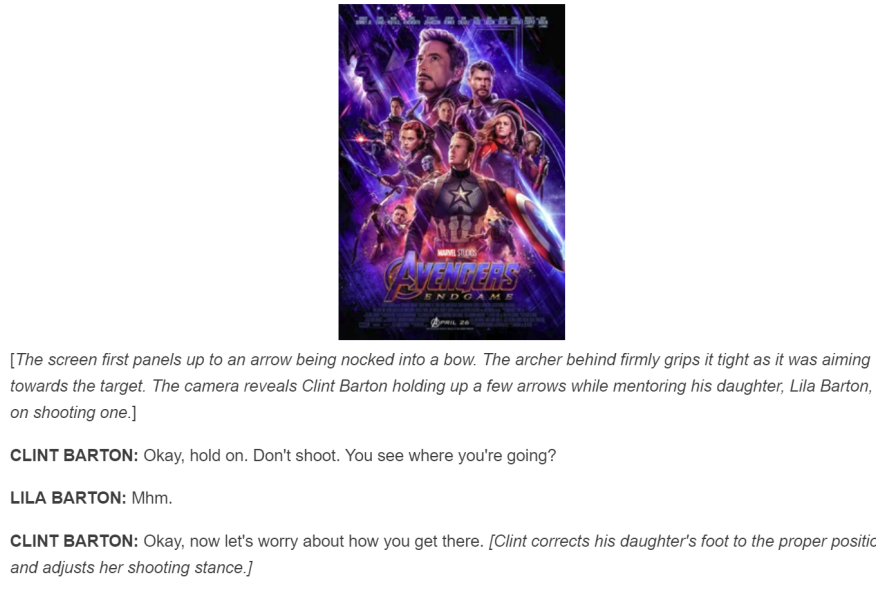 MARVEL STUDIOS
AVENGERS
ENDGAME
APRIL 26
[The screen first panels up to an arrow being nocked into a bow. The archer behind firmly grips it tight as it was aiming
towards the target. The camera reveals Clint Barton holding up a few arrows while mentoring his daughter, Lila Barton,
on shooting one.]
CLINT BARTON: Okay, hold on. Don't shoot. You see where you're going?
LILA BARTON: Mhm.
CLINT BARTON: Okay, now let's worry about how you get there. [Clint corrects his daughter's foot to the proper positio
and adjusts her shooting stance.]